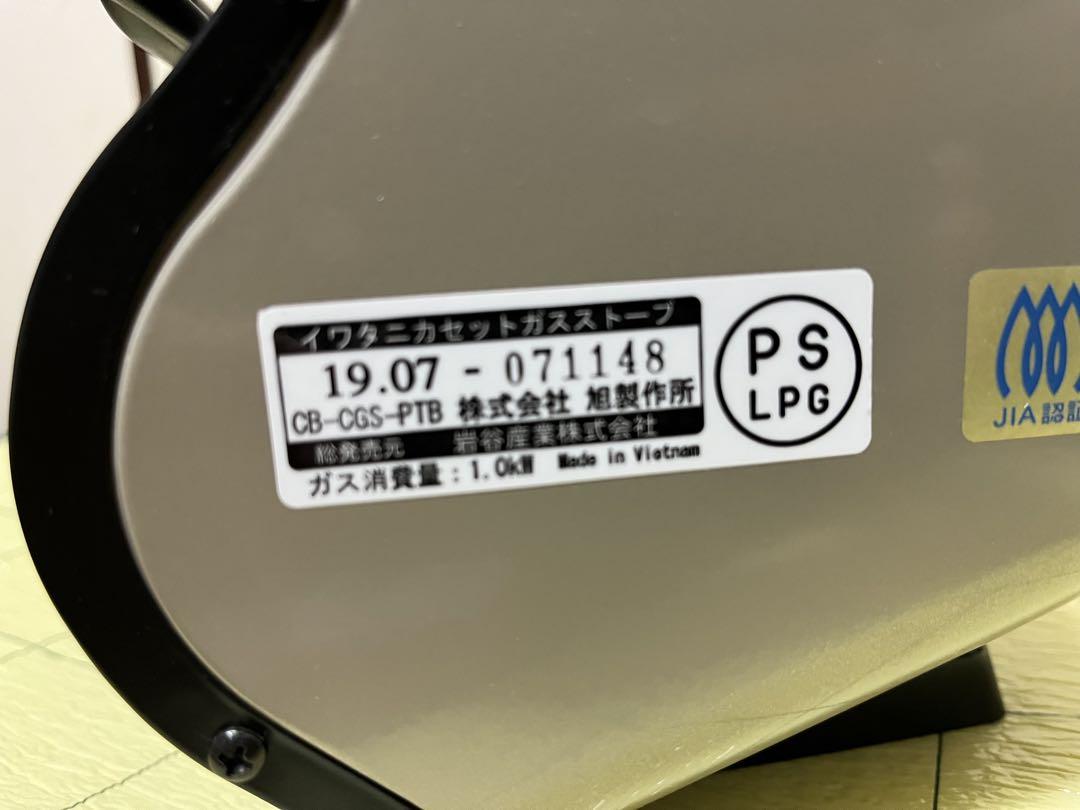 イワタニカセットガスストーブ
19.07 - 071148
CB-CGS-PTB 株式会社 旭製作所
総発売元 岩谷産業株式会社
ガス消費量：1.0kW Made in Vietnam
PS
LPG
JIA認証